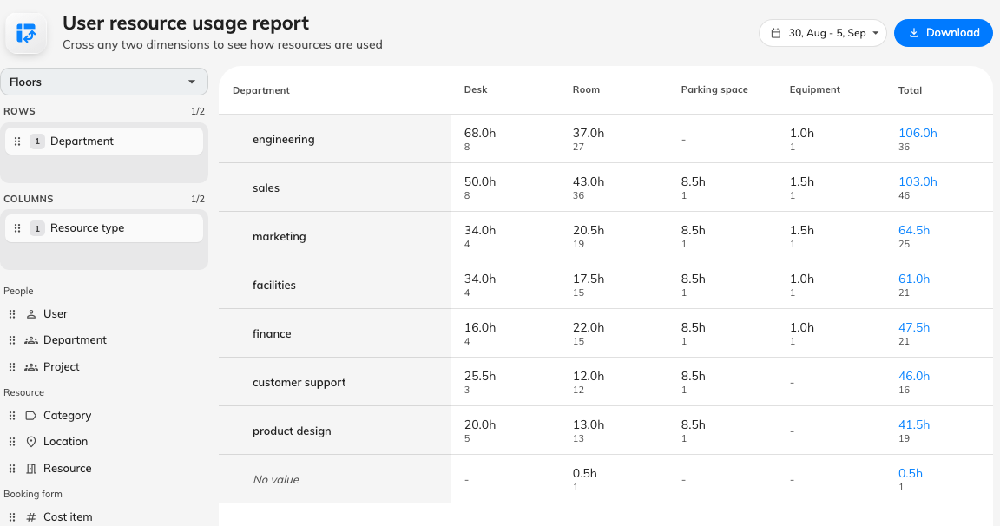 User resource usage report
Cross any two dimensions to see how resources are used
30, Aug - 5, Sep
Download
Floors
ROWS 1/2
1 Department
COLUMNS 1/2
1 Resource type
People
User
Department
Project
Resource
Category
Location
Resource
Booking form
Cost item
Department Desk Room Parking space Equipment Total
engineering 68.0h 37.0h - 1.0h 106.0h
8 27 1 36
sales 50.0h 43.0h 8.5h 1.5h 103.0h
8 36 1 1 46
marketing 34.0h 20.5h 8.5h 1.5h 64.5h
4 19 1 1 25
facilities 34.0h 17.5h 8.5h 1.0h 61.0h
4 15 1 1 21
finance 16.0h 22.0h 8.5h 1.0h 47.5h
4 15 1 1 21
customer support 25.5h 12.0h 8.5h - 46.0h
3 12 1 16
product design 20.0h 13.0h 8.5h - 41.5h
5 13 1 19
No value - 0.5h - - 0.5h
1 1